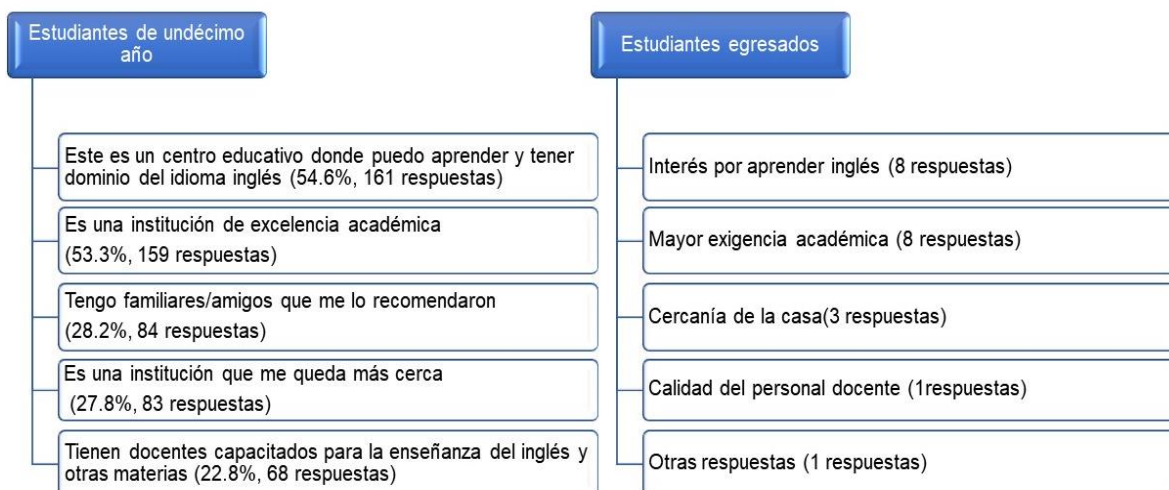 Estudiantes de undécimo
año
Este es un centro educativo donde puedo aprender y tener
dominio del idioma inglés (54.6%, 161 respuestas)
Es una institución de excelencia académica
(53.3%, 159 respuestas)
Tengo familiares/amigos que me lo recomendaron
(28.2%, 84 respuestas)
Es una institución que me queda más cerca
(27.8%, 83 respuestas)
Tienen docentes capacitados para la enseñanza del inglés y
otras materias (22.8%, 68 respuestas)
Estudiantes egresados
Interés por aprender inglés (8 respuestas)
Mayor exigencia académica (8 respuestas)
Cercanía de la casa(3 respuestas)
Calidad del personal docente (1respuestas)
Otras respuestas (1 respuestas)